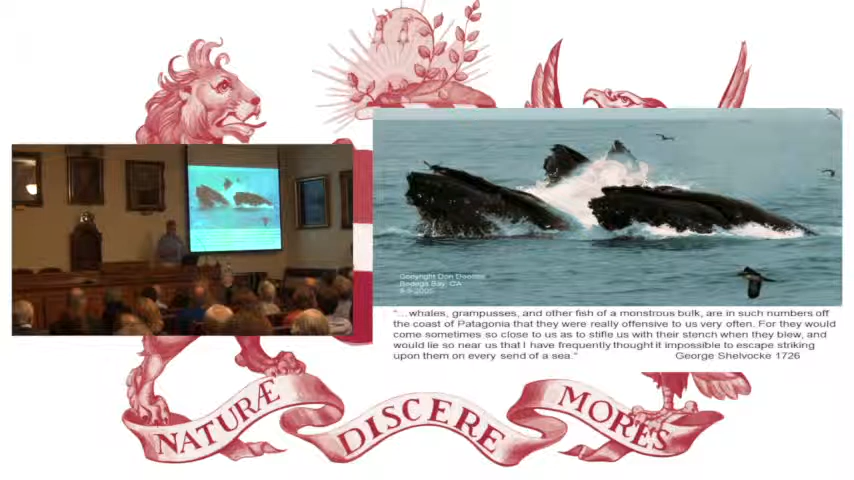 Copyright Don Doolittle
Bodega Bay, CA
"…whales, grampusses, and other fish of a monstrous bulk, are in such numbers off
the coast of Patagonia that they were really offensive to us very often. For they would
come sometimes so close to us as to stifle us with their stench when they blew, and
would lie so near us that I have frequently thought it impossible to escape striking
upon them on every send of a sea." George Shelvocke 1726
NATURÆ DISCERE MORES